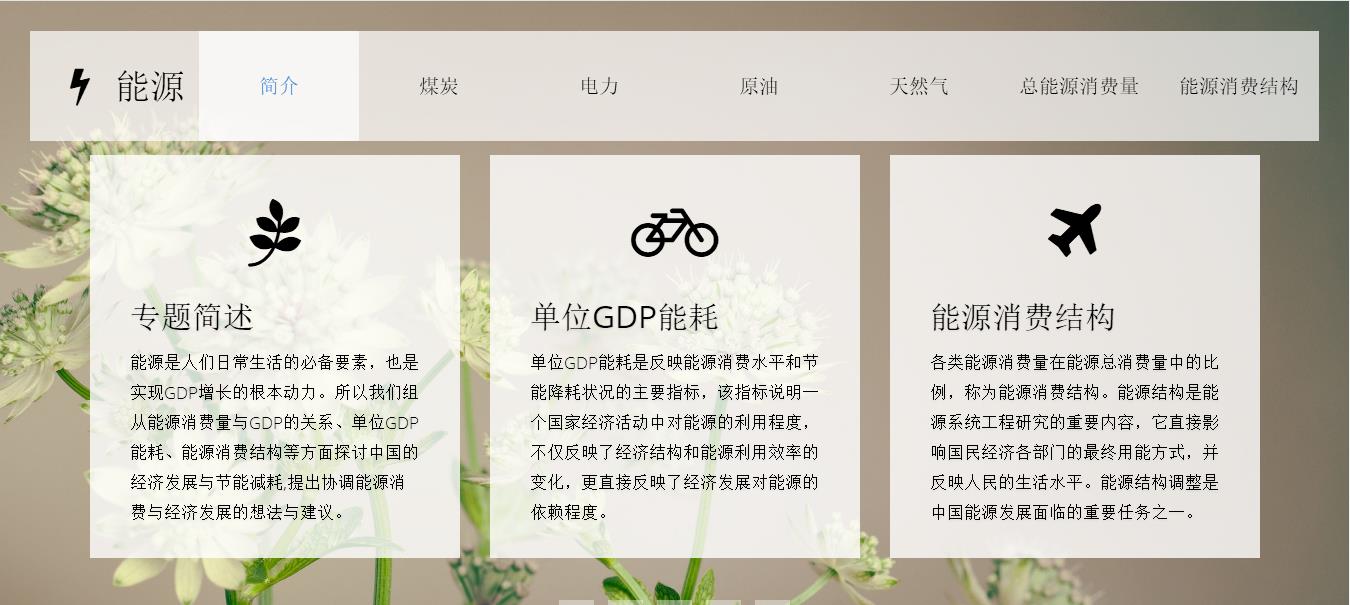 能源
简介
煤炭
电力
原油
天然气
总能源消费量
能源消费结构
专题简述
能源是人们日常生活的必备要素，也是
实现GDP增长的根本动力。所以我们组
从能源消费量与GDP的关系、单位GDP
能耗、能源消费结构等方面探讨中国的
经济发展与节能减耗,提出协调能源消
费与经济发展的想法与建议。
单位GDP能耗
单位GDP能耗是反映能源消费水平和节
能降耗状况的主要指标，该指标说明一
个国家经济活动中对能源的利用程度，
不仅反映了经济结构和能源利用效率的
变化，更直接反映了经济发展对能源的
依赖程度。
能源消费结构
各类能源消费量在能源总消费量中的比
例，称为能源消费结构。能源结构是能
源系统工程研究的重要内容，它直接影
响国民经济各部门的最终用能方式，并
反映人民的生活水平。能源结构调整是
中国能源发展面临的重要任务之一。